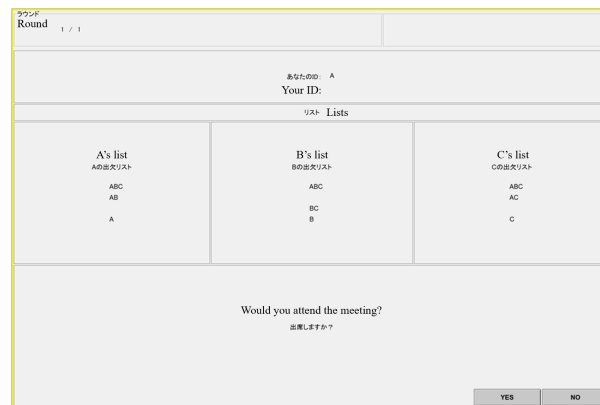 ラウンド
Round 1 / 1
あなたのID: A
Your ID:
リスト Lists
A's list
Aの出欠リスト
ABC
AB
A
B's list
Bの出欠リスト
ABC
BC
B
C's list
Cの出欠リスト
ABC
AC
C
Would you attend the meeting?
出席しますか？
YES NO